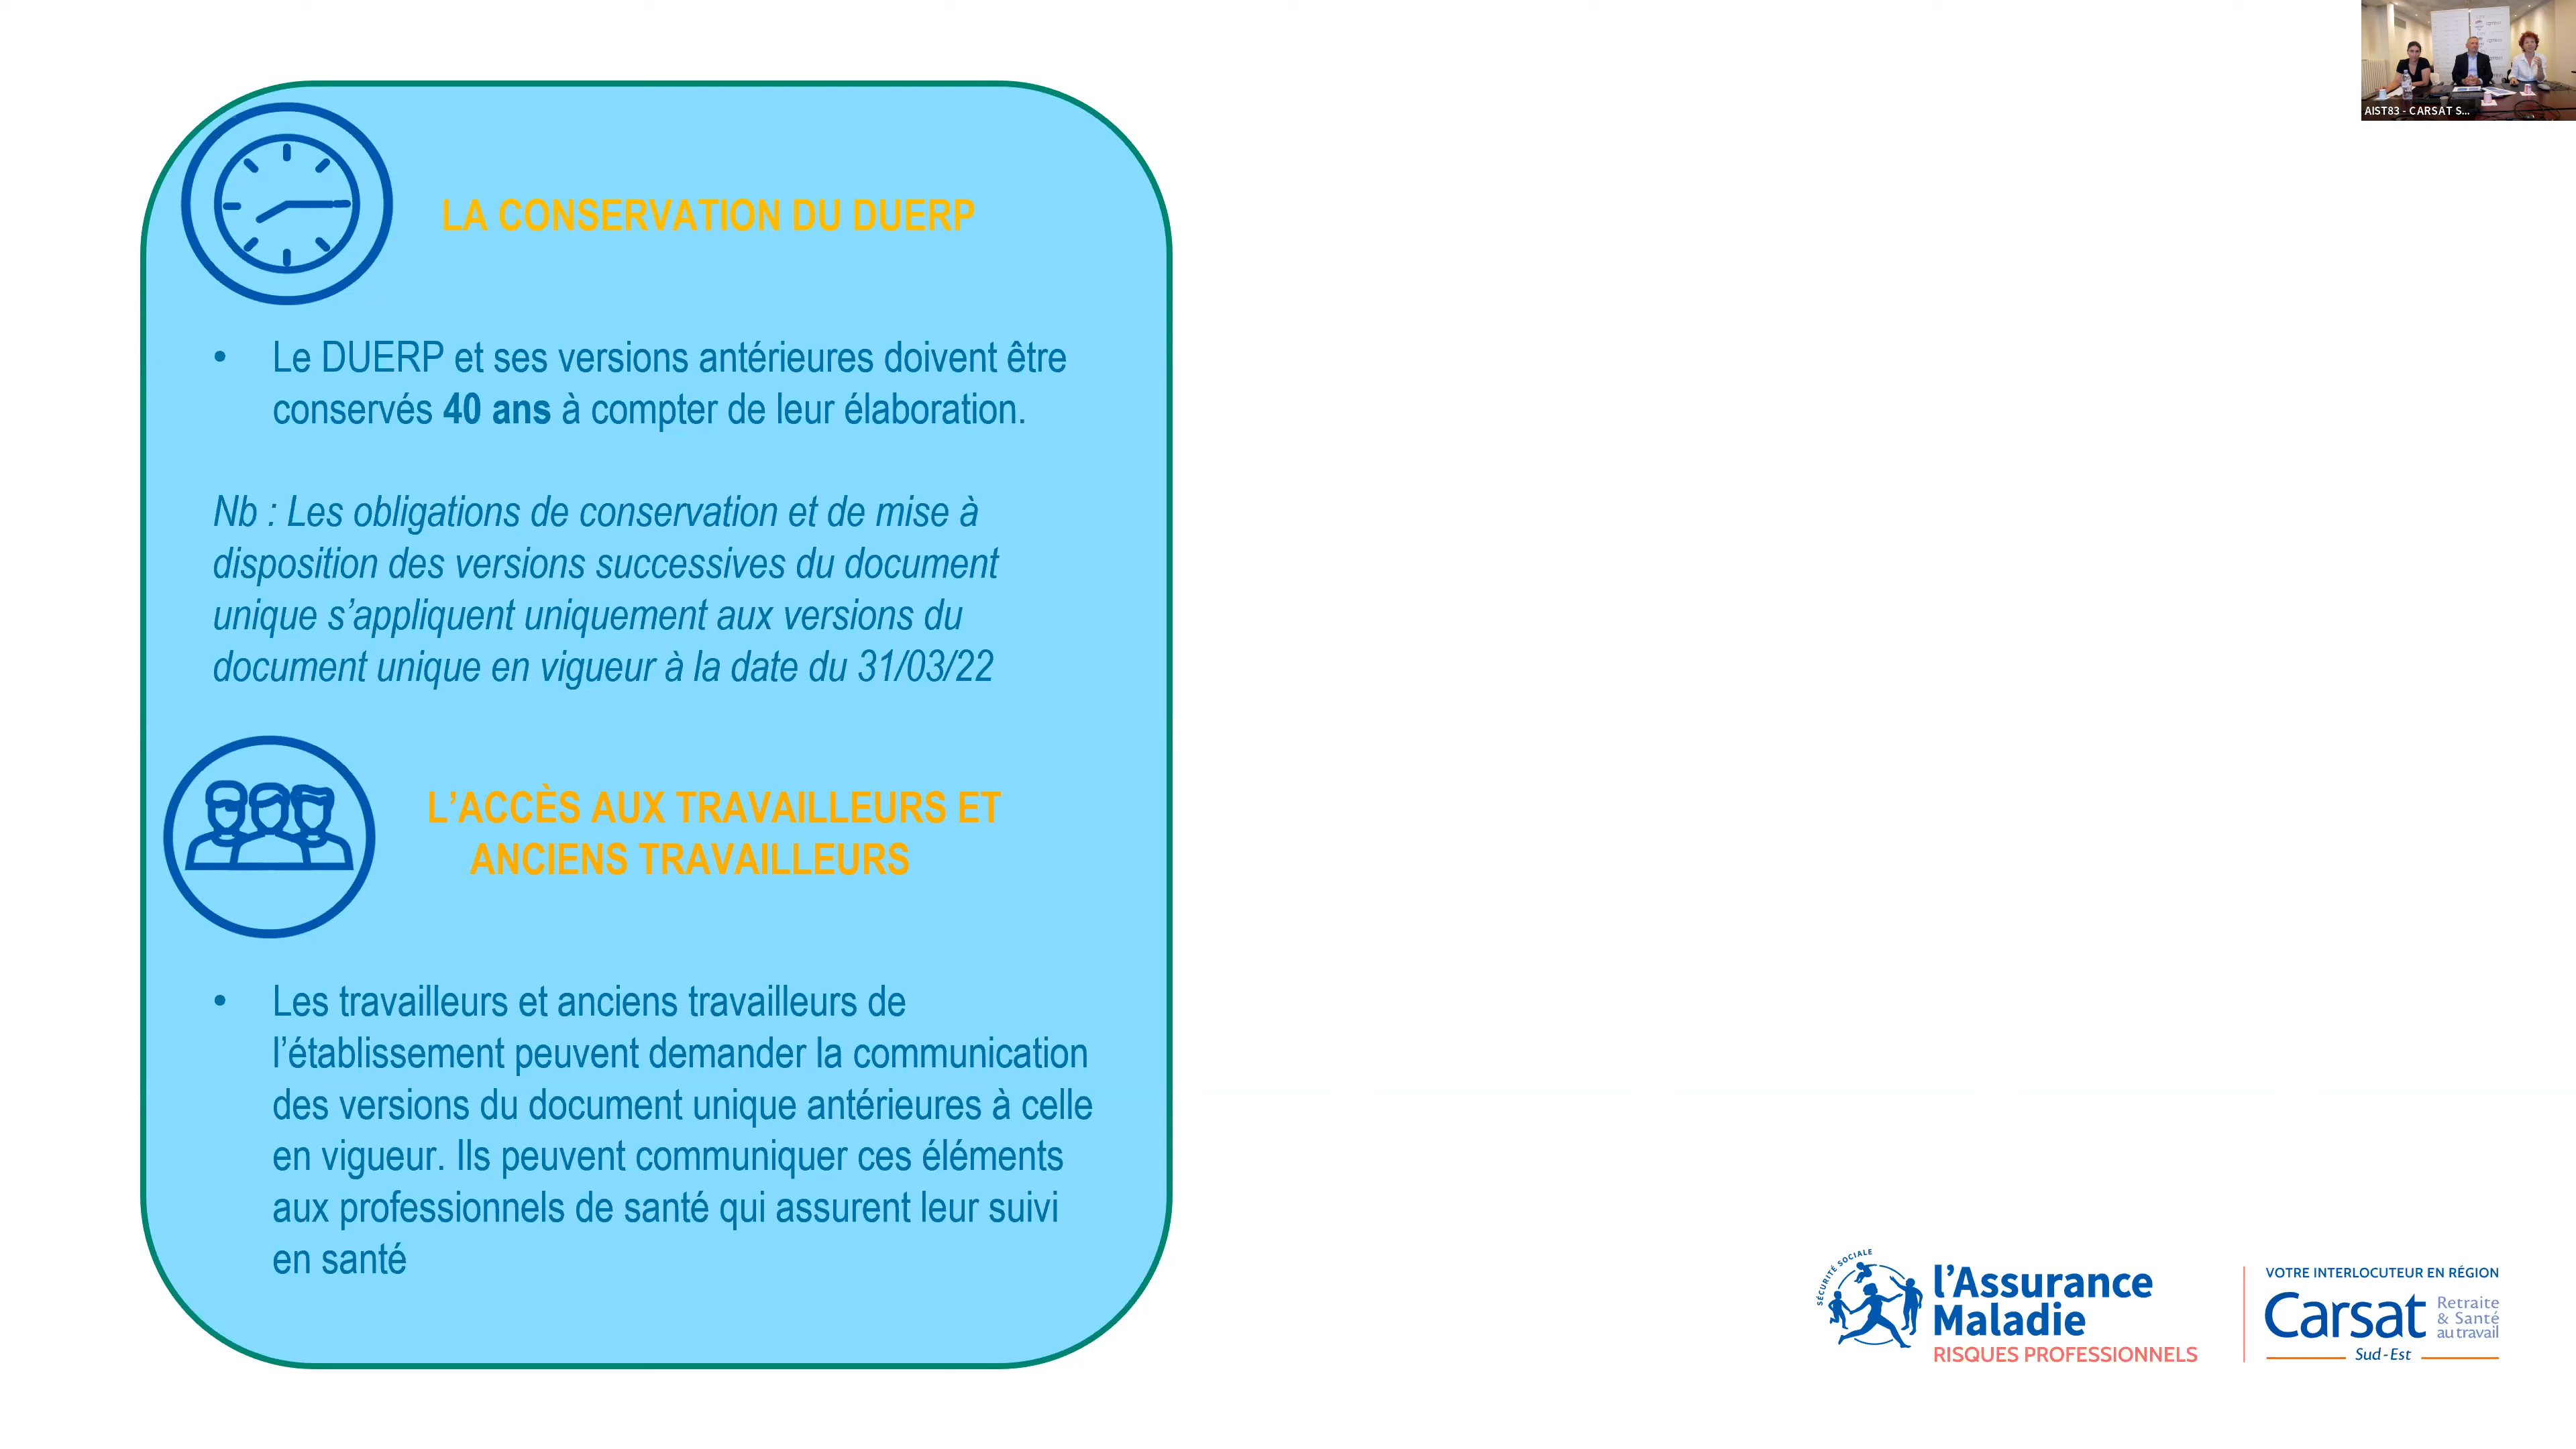 AIST83 - CARSAT S...
LA CONSERVATION DU DUERP
• Le DUERP et ses versions antérieures doivent être
conservés 40 ans à compter de leur élaboration.
Nb : Les obligations de conservation et de mise à
disposition des versions successives du document
unique s’appliquent uniquement aux versions du
document unique en vigueur à la date du 31/03/22
L’ACCÈS AUX TRAVAILLEURS ET
ANCIENS TRAVAILLEURS
• Les travailleurs et anciens travailleurs de
l’établissement peuvent demander la communication
des versions du document unique antérieures à celle
en vigueur. Ils peuvent communiquer ces éléments
aux professionnels de santé qui assurent leur suivi
en santé
SÉCURITÉ SOCIALE
l’Assurance
Maladie
RISQUES PROFESSIONNELS
VOTRE INTERLOCUTEUR EN RÉGION
Carsat
Retraite
& Santé
au travail
Sud-Est